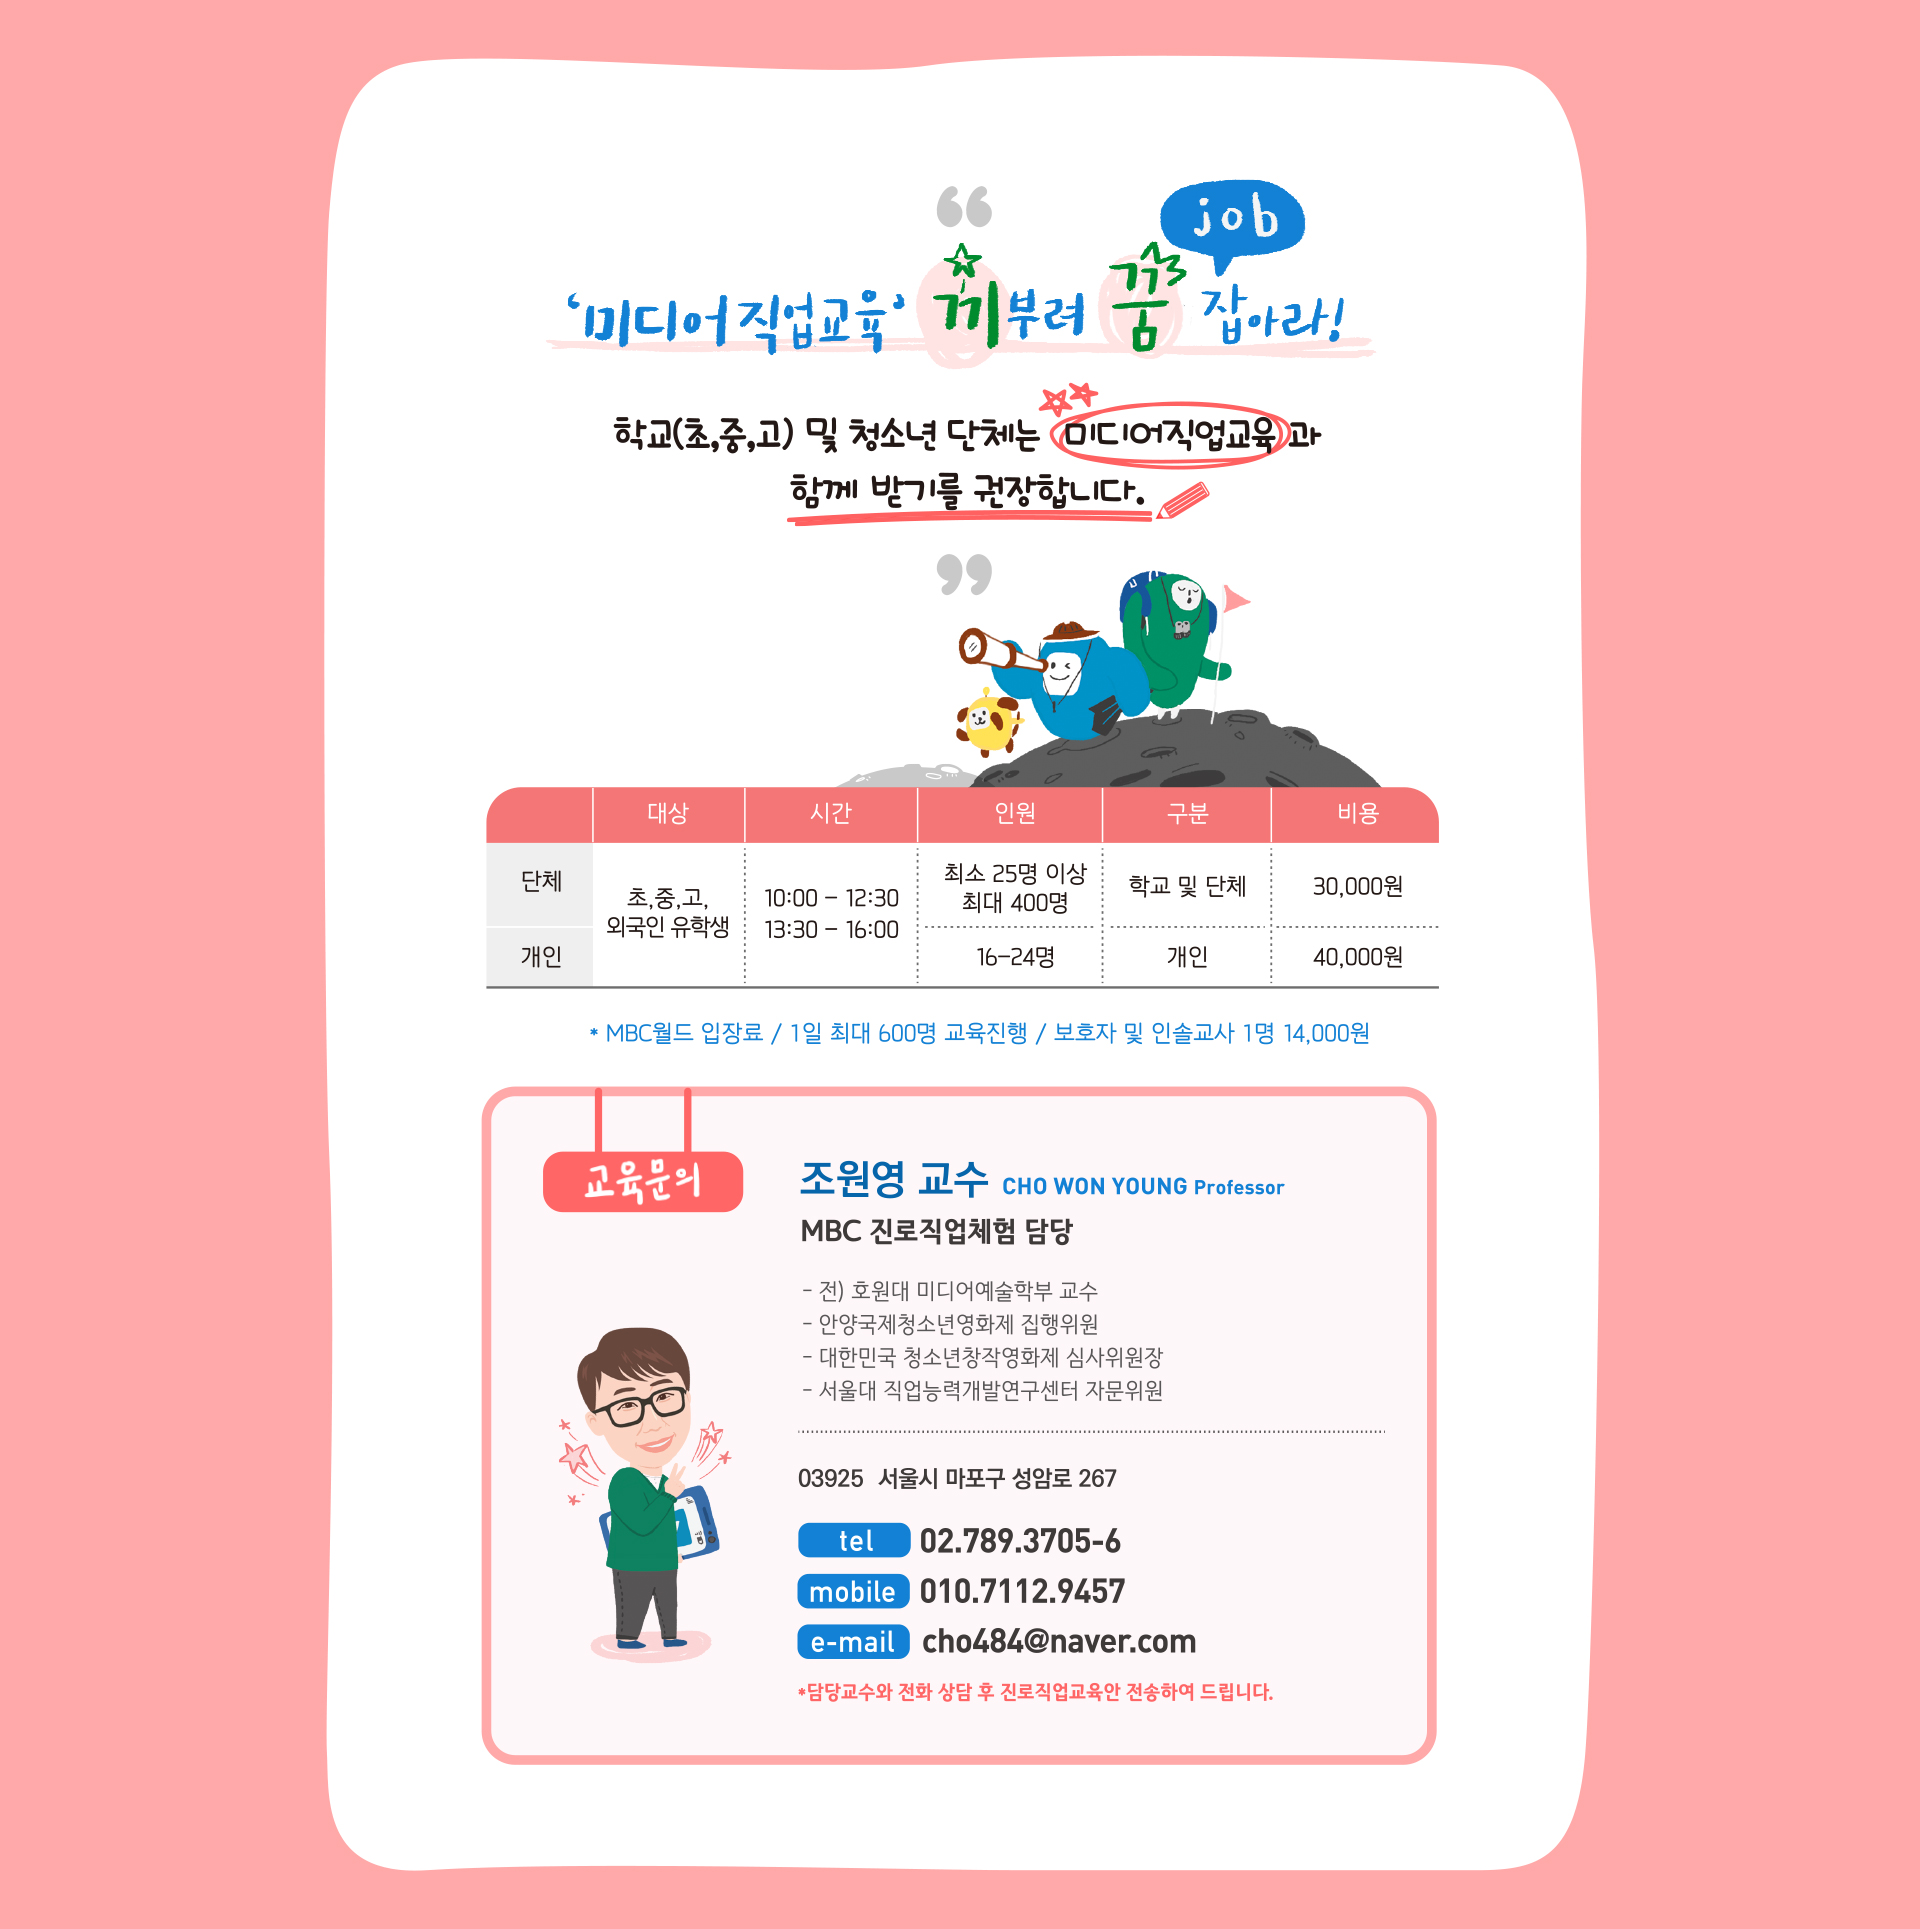 “
job
‘미디어 직업교육’ 끼부려 꿈 잡아라!
학교(초,중,고) 및 청소년 단체는 미디어직업교육과
함께 받기를 권장합니다.
”
대상 시간 인원 구분 비용
단체 초,중,고, 10:00 - 12:30 최소 25명 이상 학교 및 단체 30,000원
외국인 유학생 13:30 - 16:00 최대 400명
개인 16-24명 개인 40,000원
* MBC월드 입장료 / 1일 최대 600명 교육진행 / 보호자 및 인솔교사 1명 14,000원
교육문의
조원영 교수 CHO WON YOUNG Professor
MBC 진로직업체험 담당
- 전) 호원대 미디어예술학부 교수
- 안양국제청소년영화제 집행위원
- 대한민국 청소년창작영화제 심사위원장
- 서울대 직업능력개발연구센터 자문위원
03925 서울시 마포구 성암로 267
tel 02.789.3705-6
mobile 010.7112.9457
e-mail cho484@naver.com
*담당교수와 전화 상담 후 진로직업교육안 전송하여 드립니다.